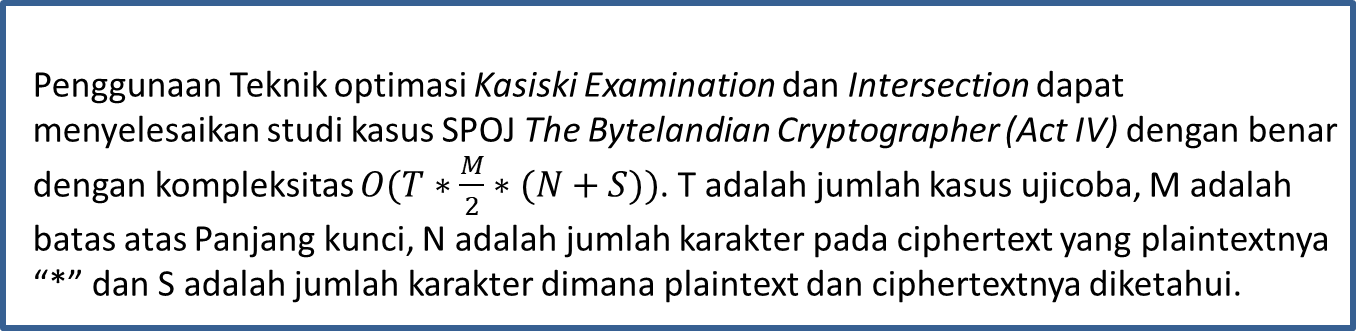 Penggunaan Teknik optimasi Kasiski Examination dan Intersection dapat
menyelesaikan studi kasus SPOJ The Bytelandian Cryptographer (Act IV) dengan benar
dengan kompleksitas O(T * M/2 * (N + S)). T adalah jumlah kasus ujicoba, M adalah
batas atas Panjang kunci, N adalah jumlah karakter pada ciphertext yang plaintextnya
“*” dan S adalah jumlah karakter dimana plaintext dan ciphertextnya diketahui.